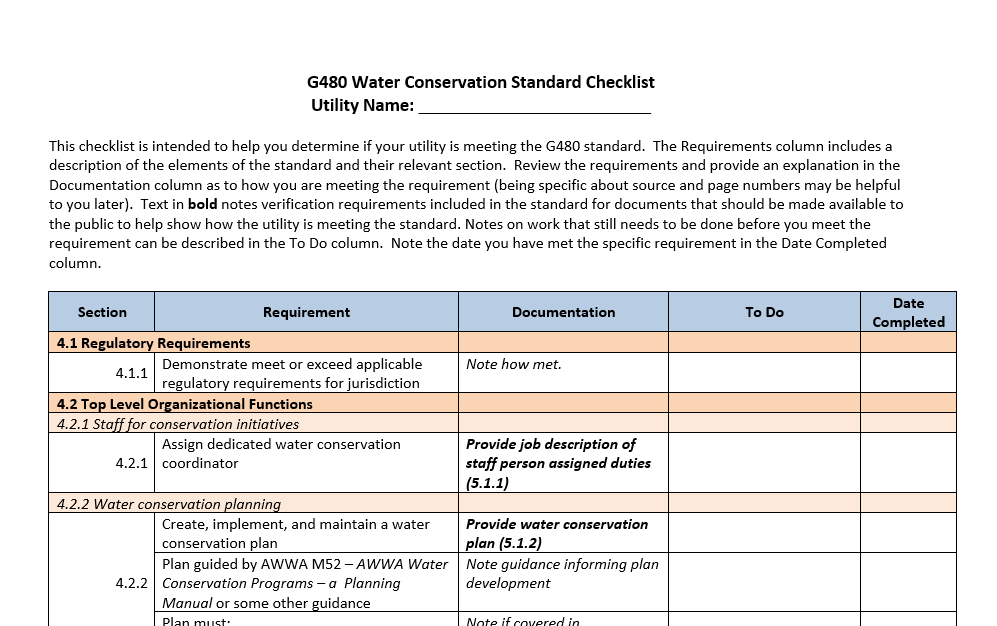 G480 Water Conservation Standard Checklist
Utility Name: ___________________________
This checklist is intended to help you determine if your utility is meeting the G480 standard.  The Requirements column includes a
description of the elements of the standard and their relevant section.  Review the requirements and provide an explanation in the
Documentation column as to how you are meeting the requirement (being specific about source and page numbers may be helpful
to you later).  Text in bold notes verification requirements included in the standard for documents that should be made available to
the public to help show how the utility is meeting the standard. Notes on work that still needs to be done before you meet the
requirement can be described in the To Do column.  Note the date you have met the specific requirement in the Date Completed
column.
Section
Requirement
Documentation
To Do
Date
Completed
4.1 Regulatory Requirements
4.1.1
Demonstrate meet or exceed applicable
regulatory requirements for jurisdiction
Note how met.
4.2 Top Level Organizational Functions
4.2.1 Staff for conservation initiatives
4.2.1
Assign dedicated water conservation
coordinator
Provide job description of
staff person assigned duties
(5.1.1)
4.2.2 Water conservation planning
4.2.2
Create, implement, and maintain a water
conservation plan
Provide water conservation
plan (5.1.2)
Plan guided by AWWA M52 – AWWA Water
Conservation Programs – a  Planning
Manual or some other guidance
Note guidance informing plan
development
Plan must:
Note if covered in